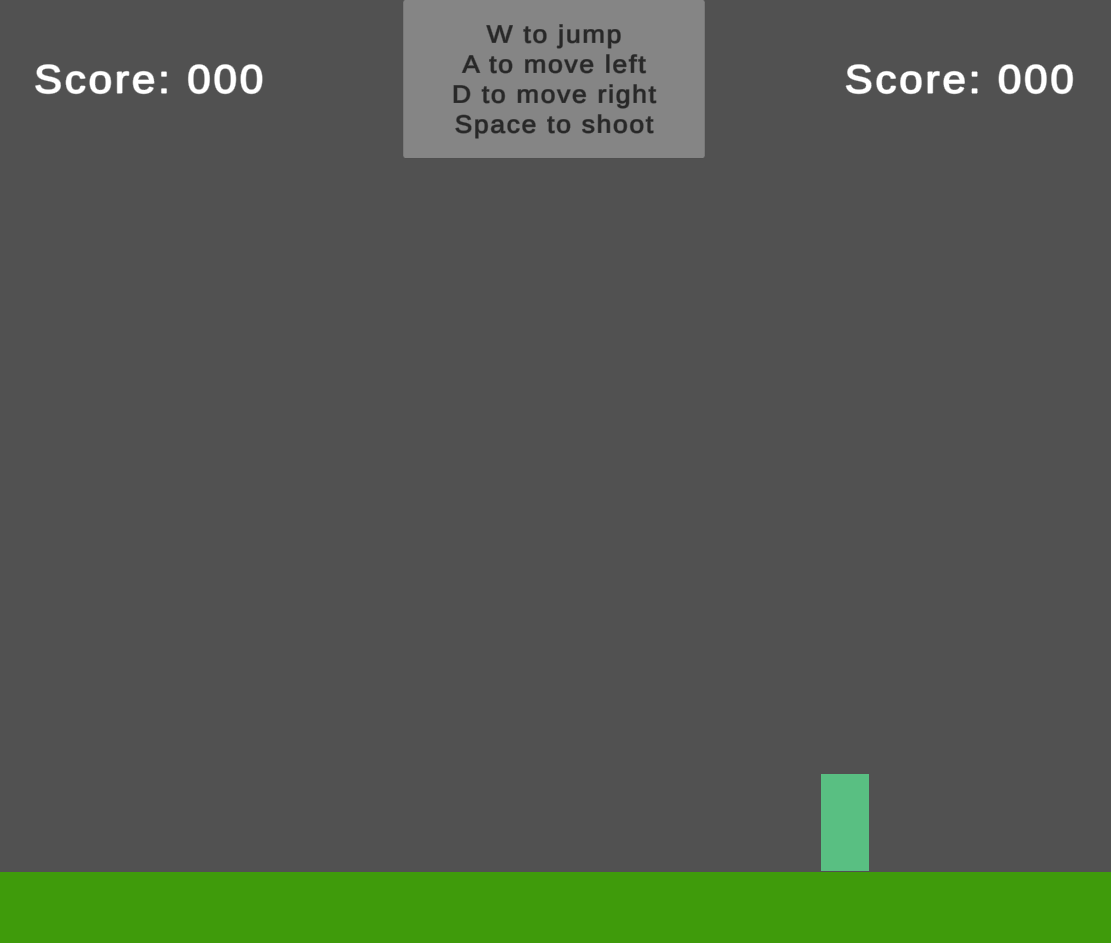 W to jump
A to move left
D to move right
Space to shoot
Score: 000
Score: 000